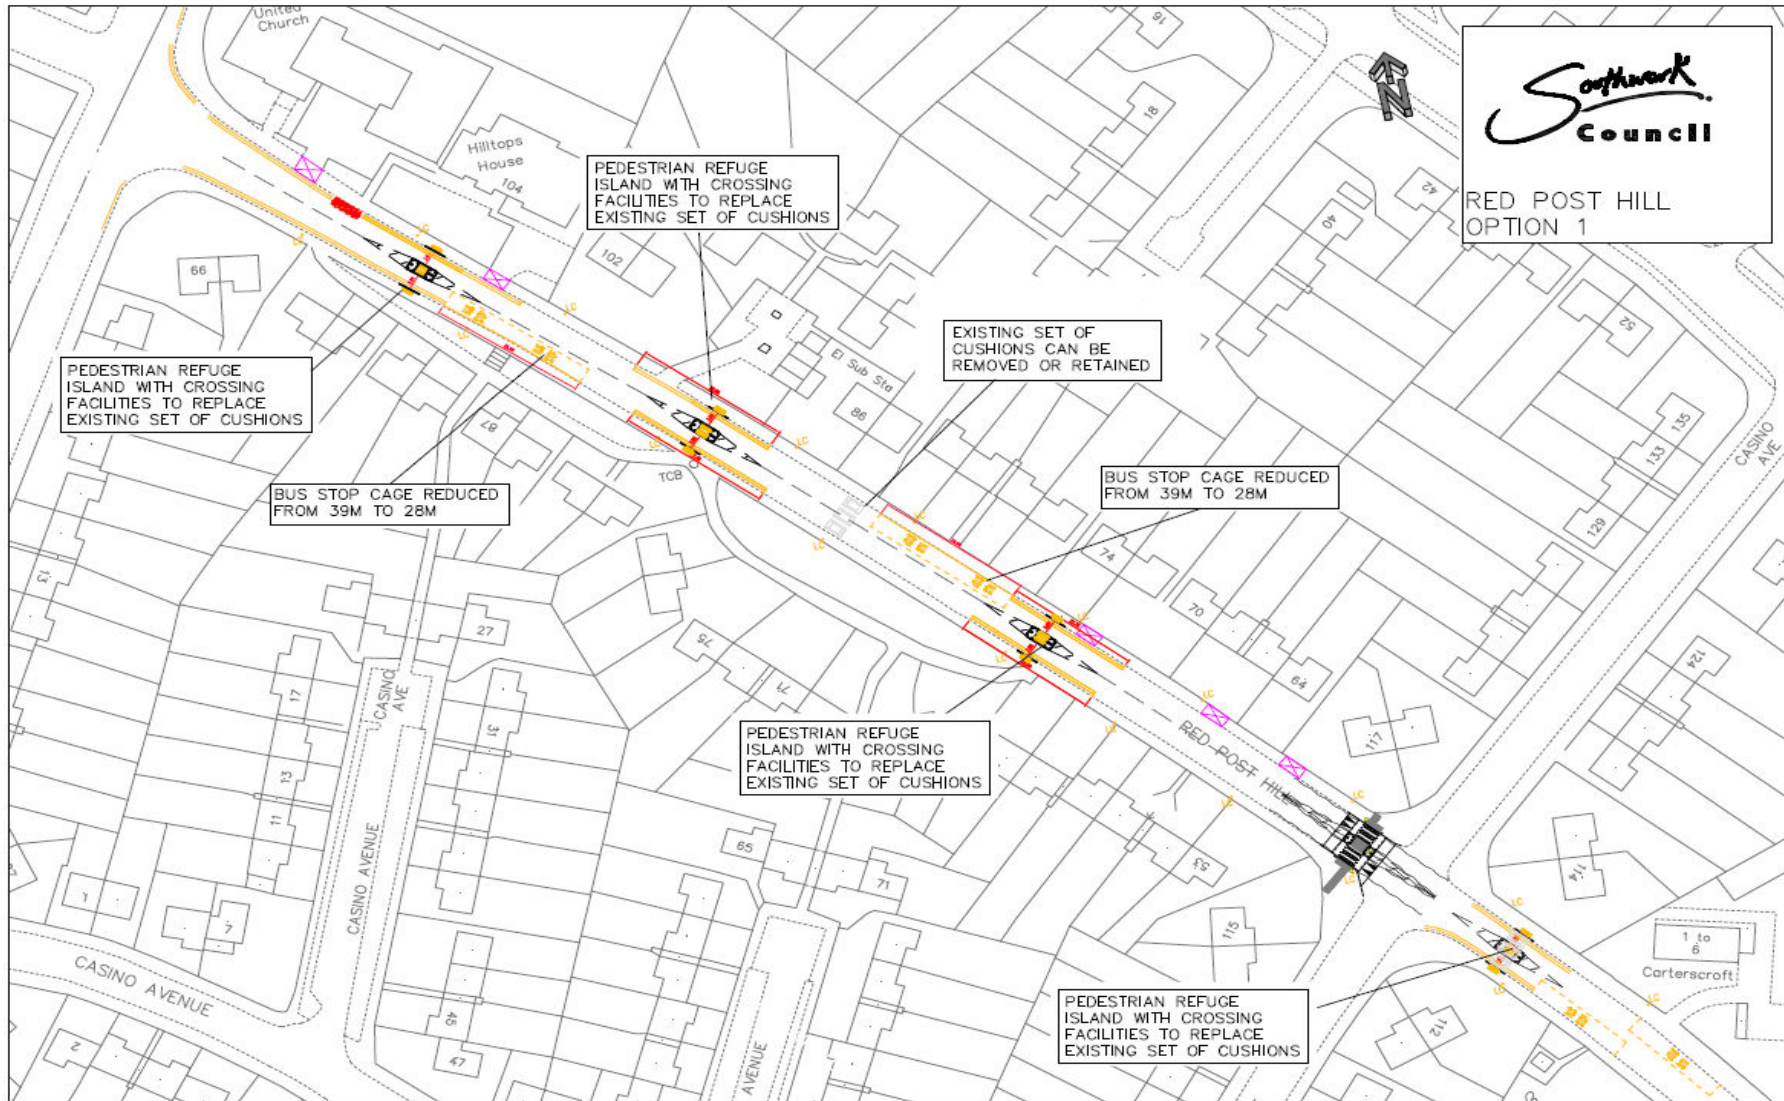 United
Church
Hilltops
House
104
16
18
42
40
52
Southwark
Council
RED POST HILL
OPTION 1
N
PEDESTRIAN REFUGE
ISLAND WITH CROSSING
FACILITIES TO REPLACE
EXISTING SET OF CUSHIONS
102
66
EXISTING SET OF
CUSHIONS CAN BE
REMOVED OR RETAINED
El Sub Sta
86
PEDESTRIAN REFUGE
ISLAND WITH CROSSING
FACILITIES TO REPLACE
EXISTING SET OF CUSHIONS
87
BUS STOP CAGE REDUCED
FROM 39M TO 28M
TCB
BUS STOP CAGE REDUCED
FROM 39M TO 28M
135
133
129
CASINO
AVE
74
70
64
13
27
75
71
17
CASINO
AVE
31
13
11
PEDESTRIAN REFUGE
ISLAND WITH CROSSING
FACILITIES TO REPLACE
EXISTING SET OF CUSHIONS
RED POST HILL
117
124
65
71
53
114
1
7
CASINO AVENUE
115
1 to
6
Carterscroft
CASINO AVENUE
45
47
2
AVENUE
PEDESTRIAN REFUGE
ISLAND WITH CROSSING
FACILITIES TO REPLACE
EXISTING SET OF CUSHIONS
112